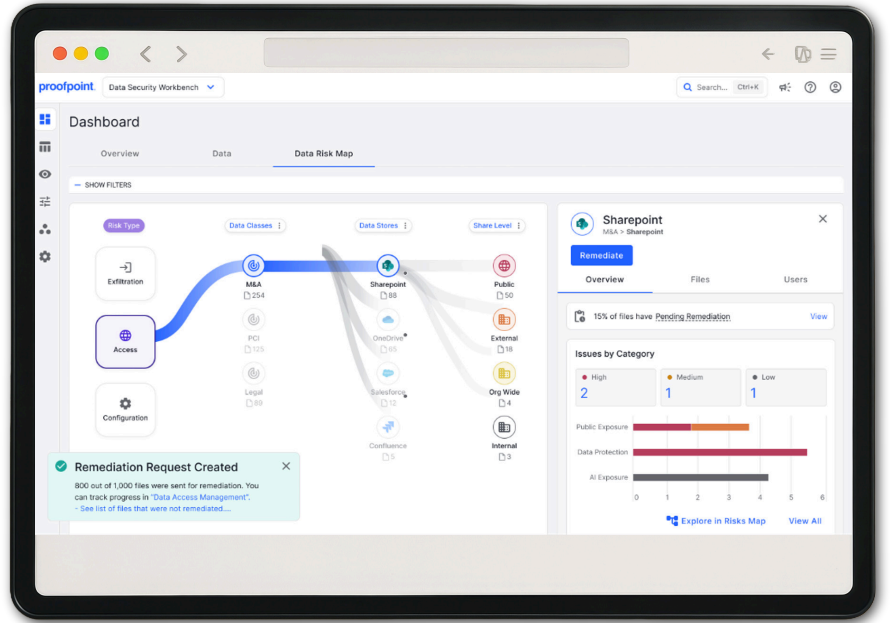 proofpoint.
Data Security Workbench
Search... Ctrl+K
Dashboard
Overview
Data
Data Risk Map
SHOW FILTERS
Risk Type
Data Classes
Data Stores
Share Level
Exfiltration
Access
Configuration
M&A
254
PCI
125
Legal
89
Sharepoint
88
OneDrive
65
Salesforce
12
Confluence
5
Public
50
External
18
Org Wide
4
Internal
3
Remediation Request Created
800 out of 1,000 files were sent for remediation. You
can track progress in "Data Access Management".
- See list of files that were not remediated....
Sharepoint
M&A > Sharepoint
Remediate
Overview
Files
Users
15% of files have Pending Remediation
View
Issues by Category
High
2
Medium
1
Low
1
Public Exposure
Data Protection
AI Exposure
0 1 2 3 4 5 6
Explore in Risks Map
View All